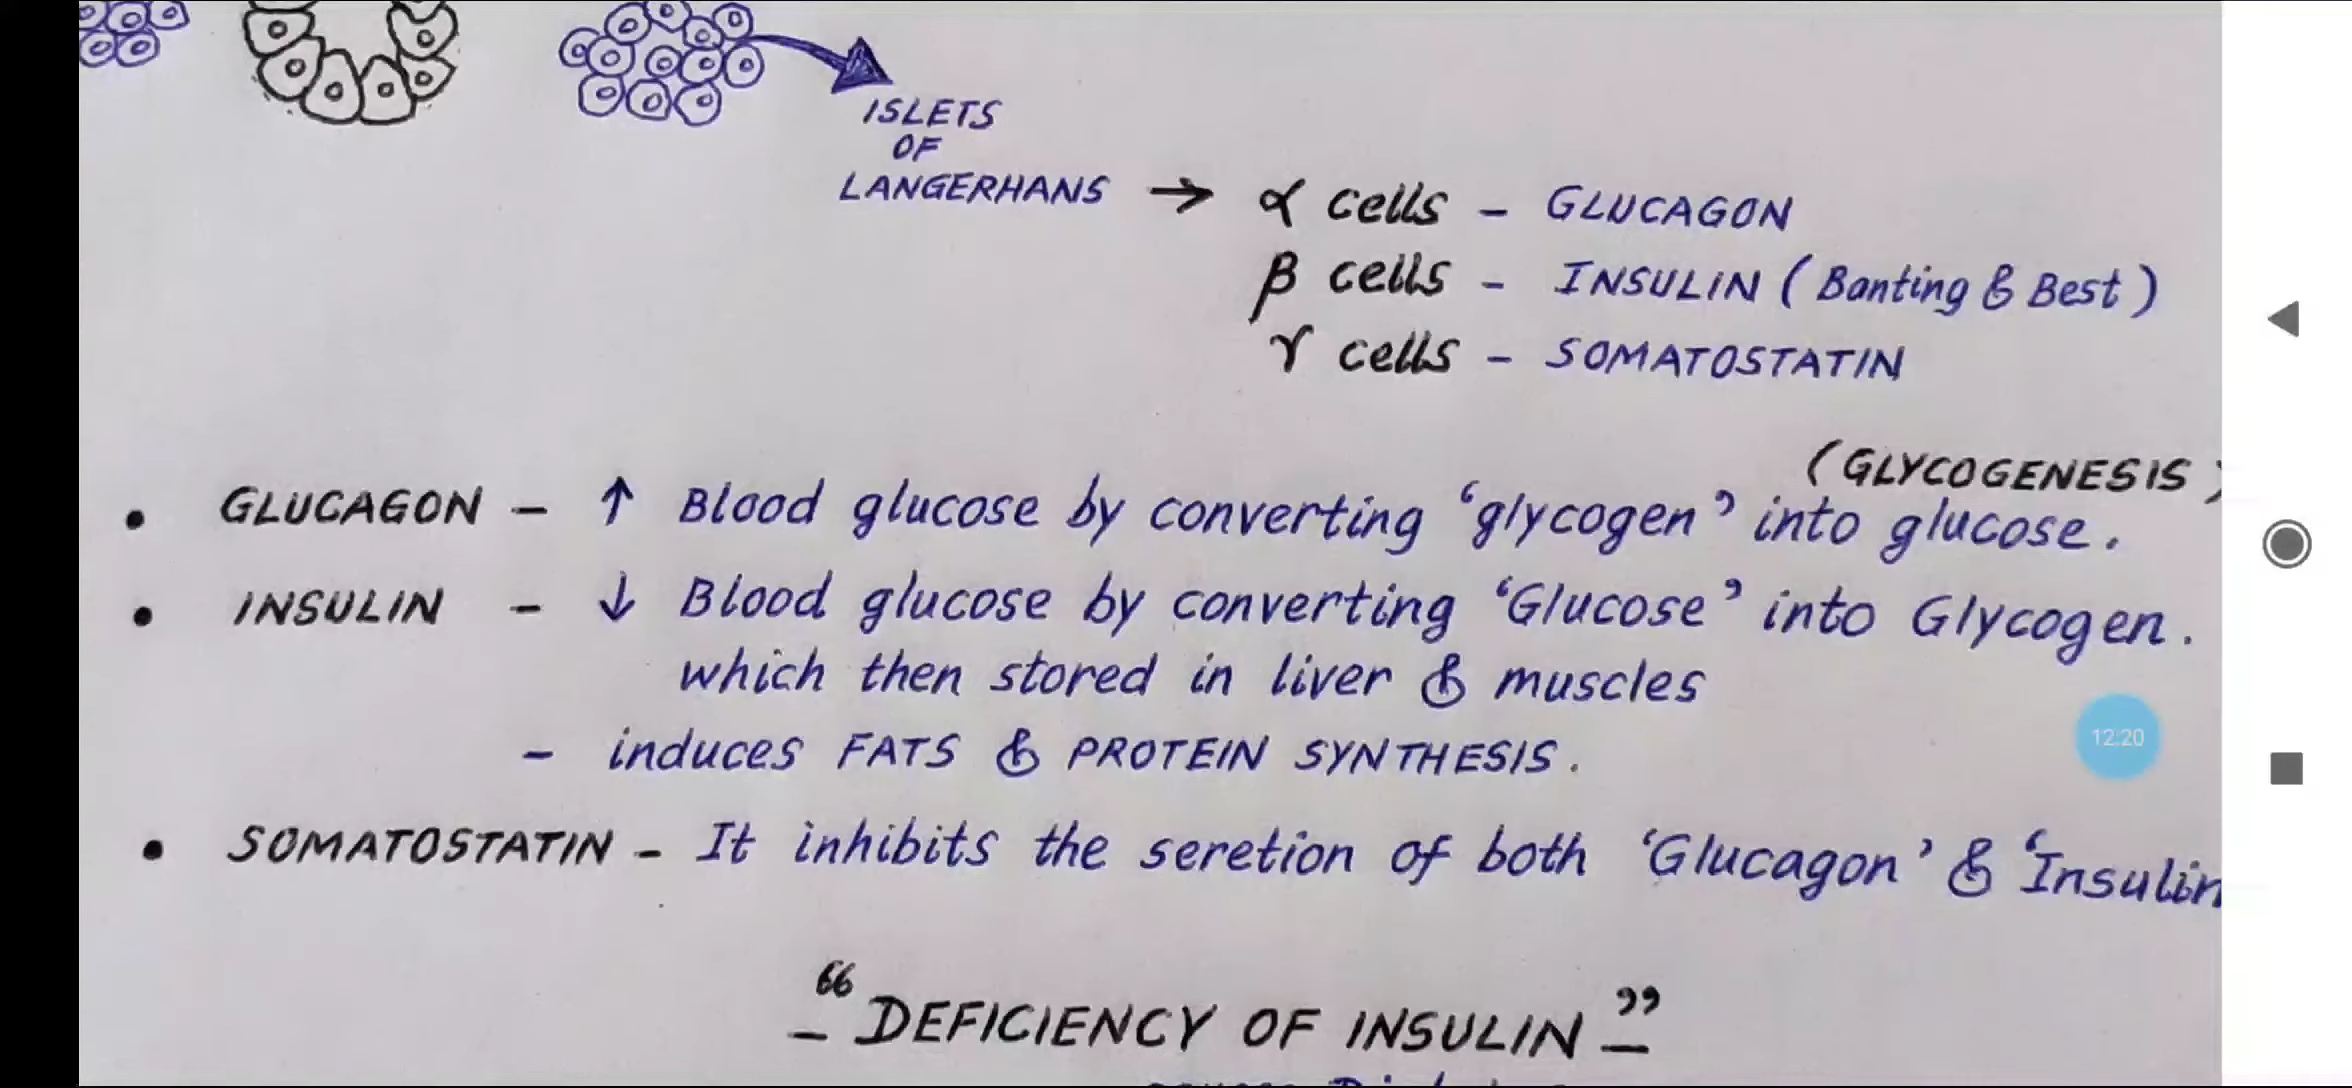 ISLETS
OF
LANGERHANS → α cells - GLUCAGON
β cells - INSULIN ( Banting & Best )
γ cells - SOMATOSTATIN
(GLYCOGENESIS)
• GLUCAGON - ↑ Blood glucose by converting ‘glycogen’ into glucose.
• INSULIN - ↓ Blood glucose by converting ‘Glucose’ into Glycogen.
which then stored in liver & muscles
12:20
- induces FATS & PROTEIN SYNTHESIS.
• SOMATOSTATIN - It inhibits the seretion of both ‘Glucagon’ & ‘Insulin
“DEFICIENCY OF INSULIN”